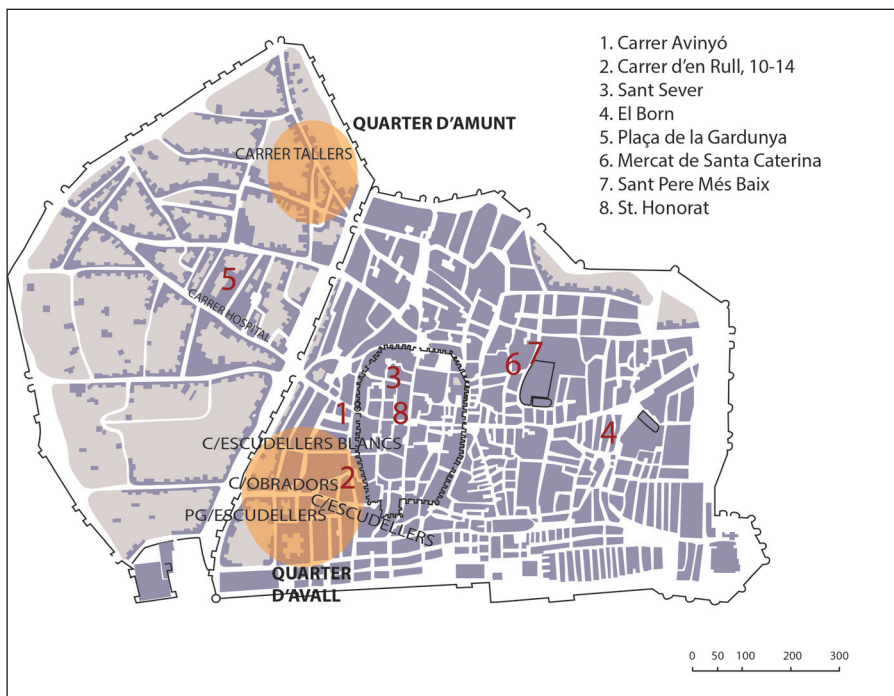 1. Carrer Avinyó
2. Carrer d'en Rull, 10-14
3. Sant Sever
4. El Born
5. Plaça de la Gardunya
6. Mercat de Santa Caterina
7. Sant Pere Més Baix
8. St. Honorat
QUARTER D'AMUNT
CARRER TALLERS
5
CARRER HOSPITAL
7
6
3
1
8
4
C/ESCUDELLERS BLANCS
2
C/OBRADORS
C/ESCUDELLERS
PG/ESCUDELLERS
QUARTER
D'AVALL
0 50 100 200 300